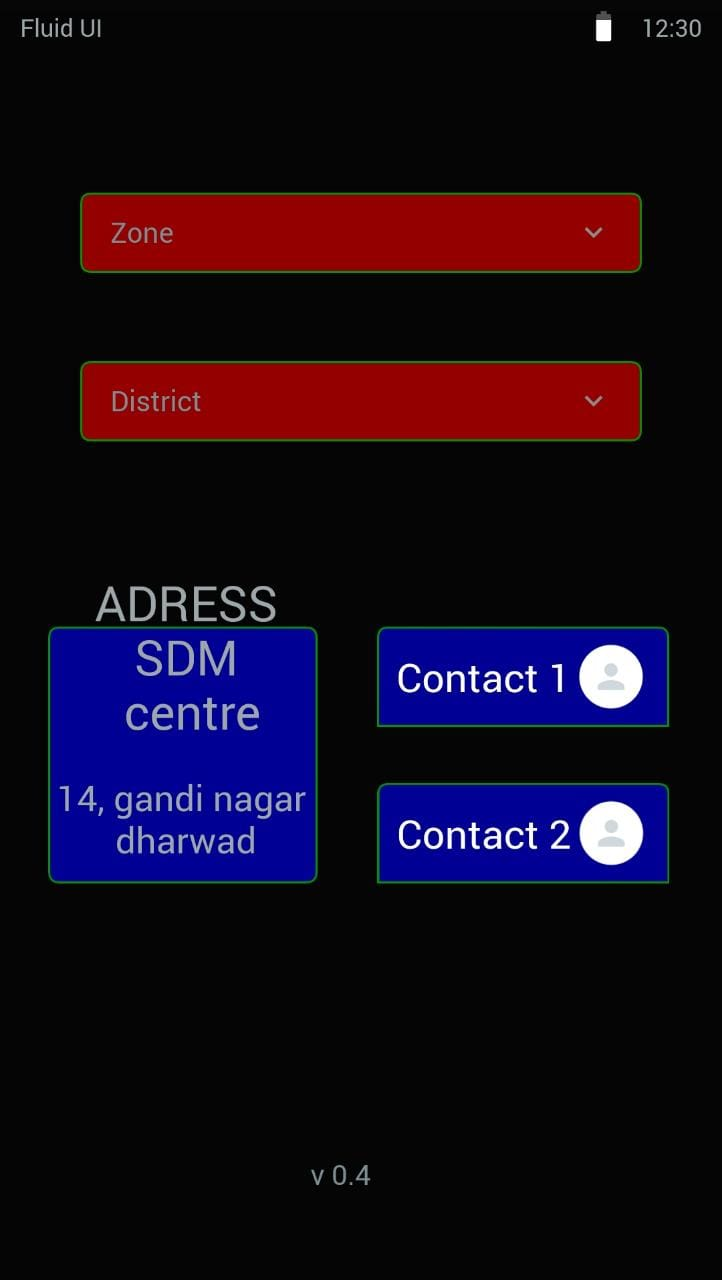 Fluid UI 12:30
Zone
District
ADRESS
SDM
centre
14, gandi nagar
dharwad
Contact 1
Contact 2
v 0.4